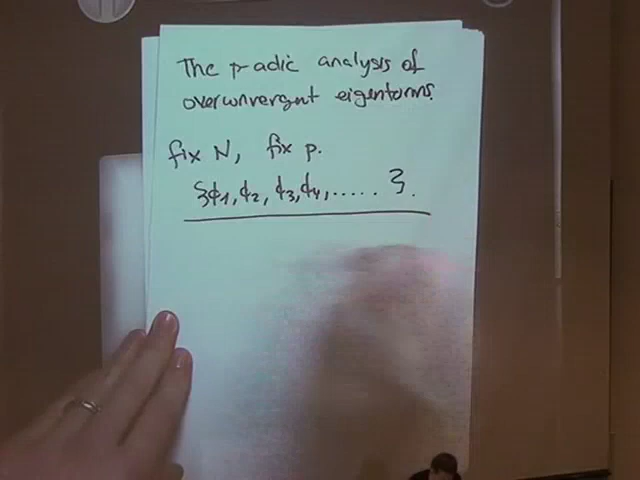 The p-adic analysis of
overconvergent eigenforms.
fix N, fix p.
{ϕ1, ϕ2, ϕ3, ϕ4, ..... }.